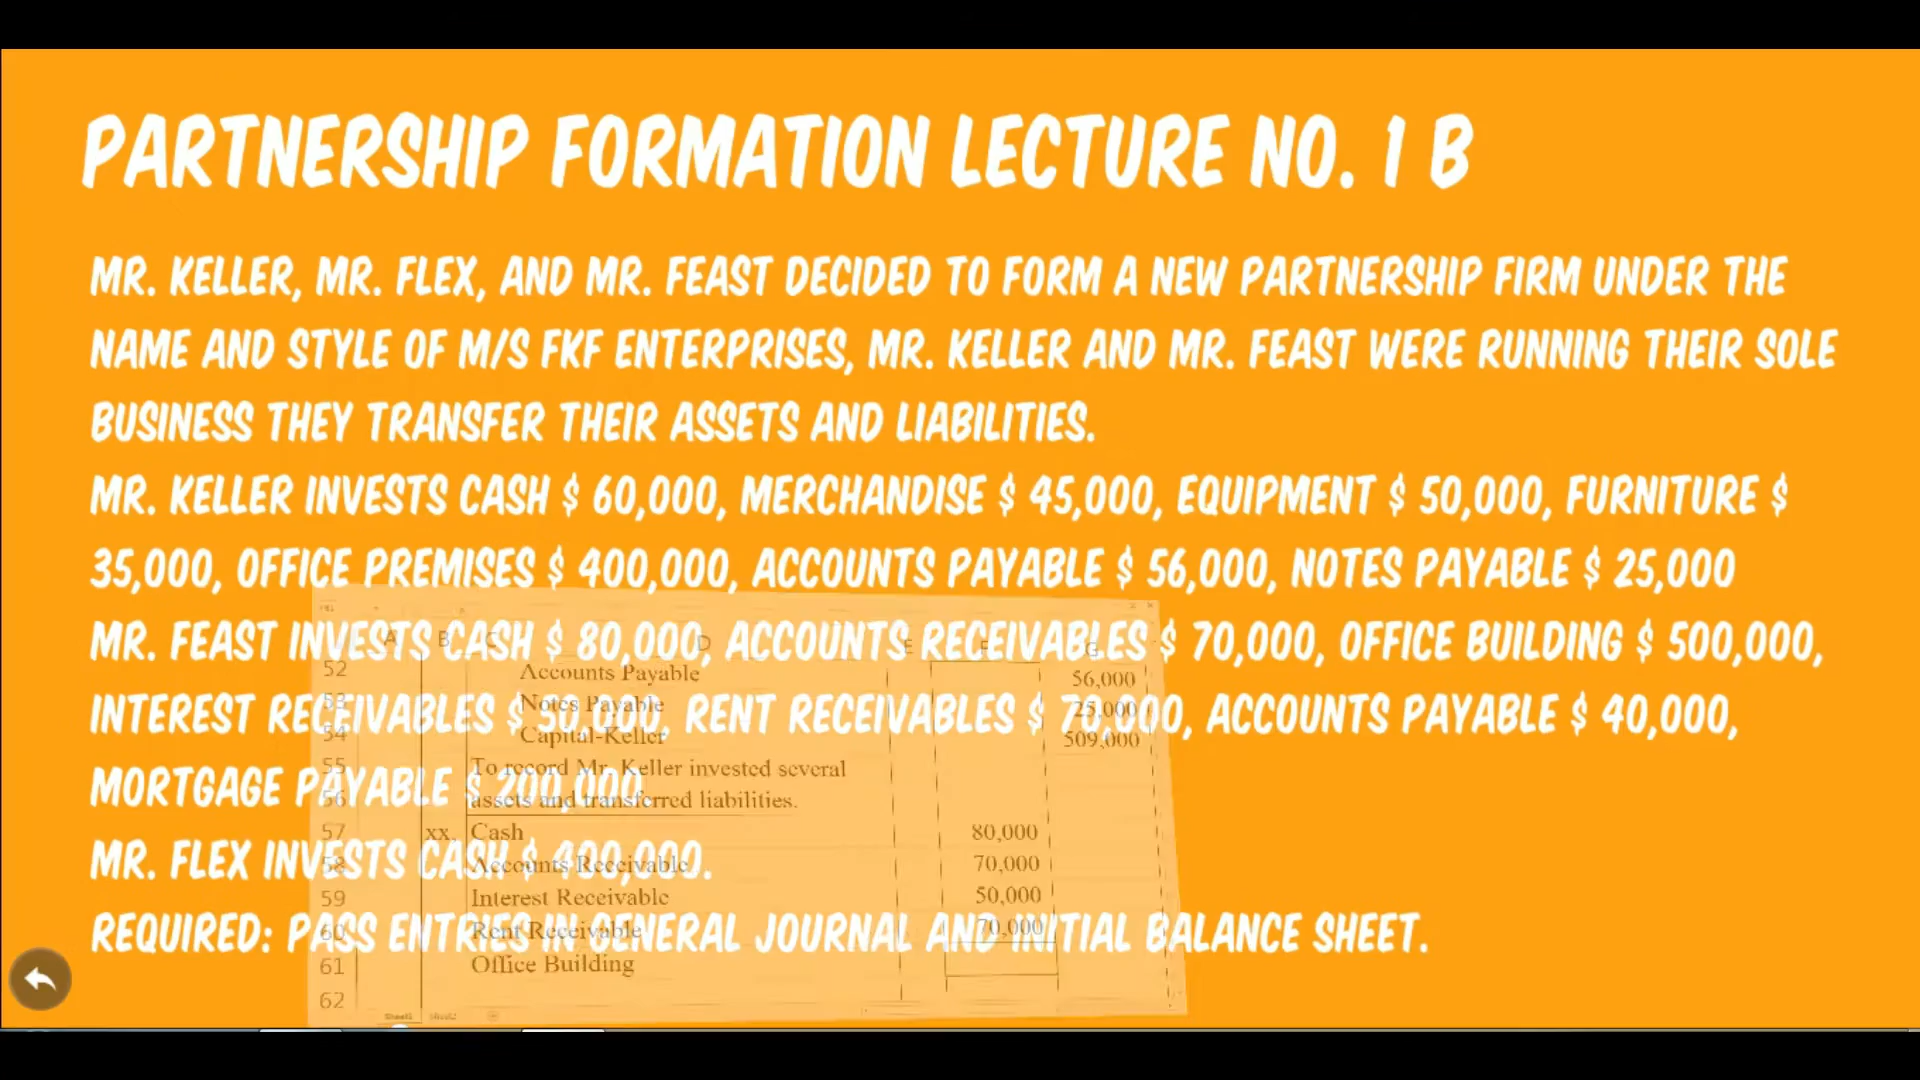 PARTNERSHIP FORMATION LECTURE NO. 1 B
MR. KELLER, MR. FLEX, AND MR. FEAST DECIDED TO FORM A NEW PARTNERSHIP FIRM UNDER THE
NAME AND STYLE OF M/S FKF ENTERPRISES, MR. KELLER AND MR. FEAST WERE RUNNING THEIR SOLE
BUSINESS THEY TRANSFER THEIR ASSETS AND LIABILITIES.
MR. KELLER INVESTS CASH $ 60,000, MERCHANDISE $ 45,000, EQUIPMENT $ 50,000, FURNITURE $
35,000, OFFICE PREMISES $ 400,000, ACCOUNTS PAYABLE $ 56,000, NOTES PAYABLE $ 25,000
MR. FEAST INVESTS CASH $ 80,000, ACCOUNTS RECEIVABLES $ 70,000, OFFICE BUILDING $ 500,000,
INTEREST RECEIVABLES $ 50,000, RENT RECEIVABLES $ 70,000, ACCOUNTS PAYABLE $ 40,000,
MORTGAGE PAYABLE $ 200,000.
MR. FLEX INVESTS CASH $ 400,000.
REQUIRED: PASS ENTRIES IN GENERAL JOURNAL AND INITIAL BALANCE SHEET.
A B C D E F G
52 Accounts Payable 56,000
53 Notes Payable 25,000
54 Capital-Keller 509,000
55 To record Mr. Keller invested several
56 assets and transferred liabilities.
57 xx. Cash 80,000
58 Accounts Receivable 70,000
59 Interest Receivable 50,000
60 Rent Receivable 70,000
61 Office Building
62